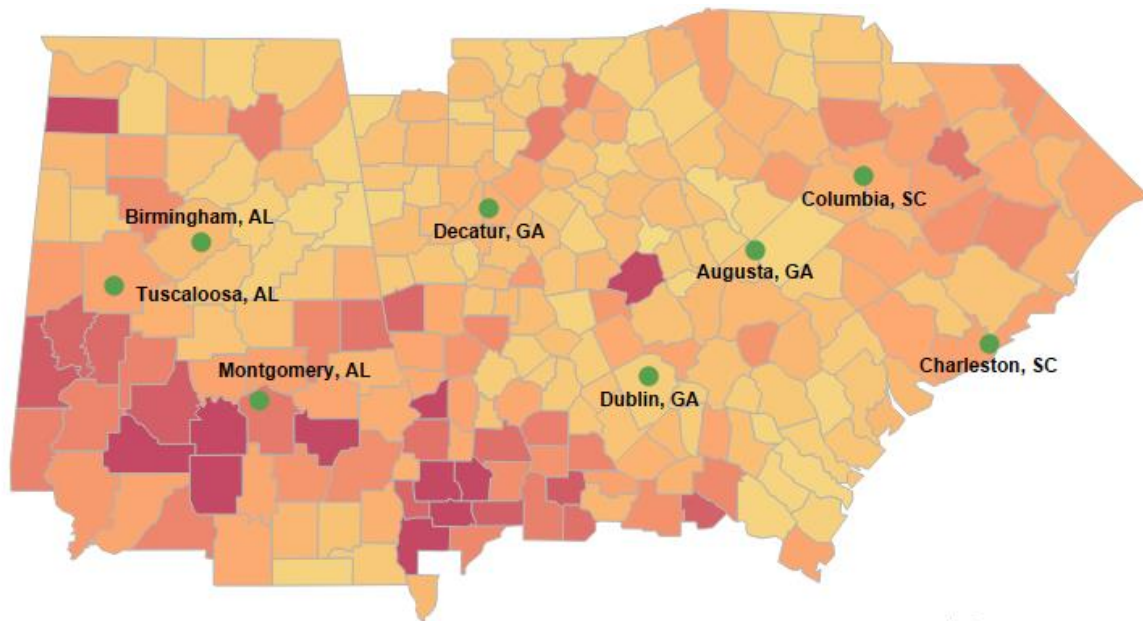 Columbia, SC
Birmingham, AL
Decatur, GA
Augusta, GA
Tuscaloosa, AL
Charleston, SC
Montgomery, AL
Dublin, GA